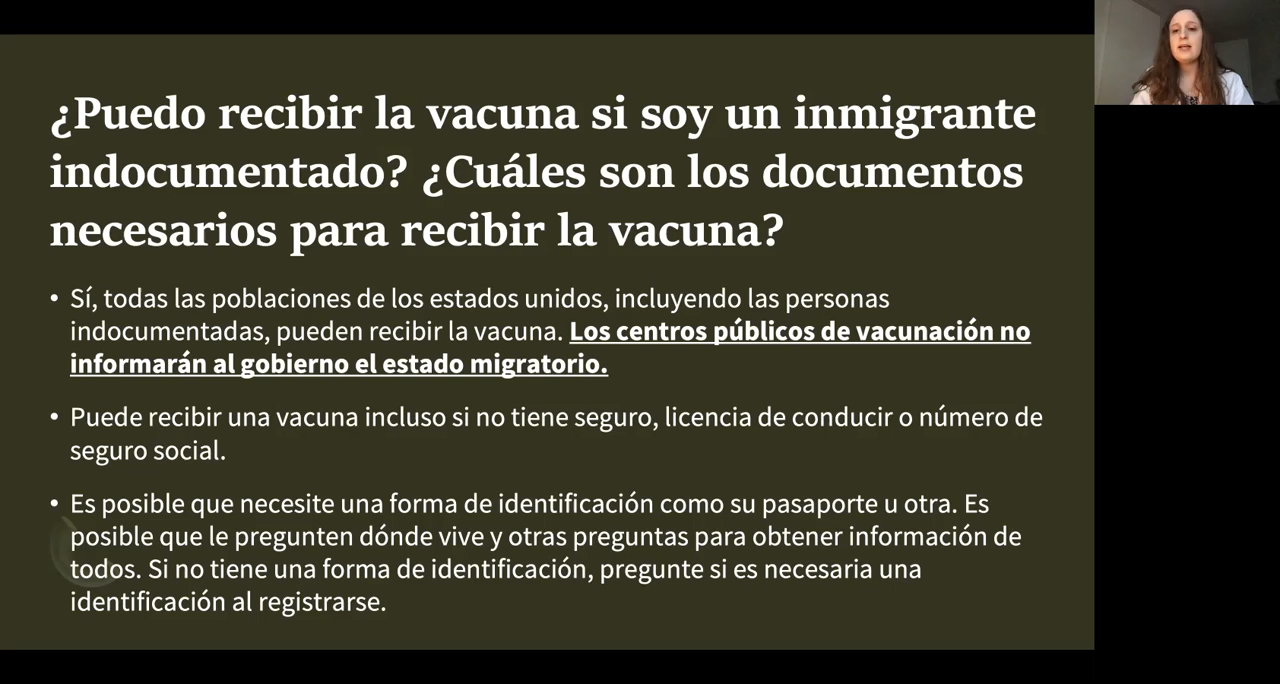 ¿Puedo recibir la vacuna si soy un inmigrante
indocumentado? ¿Cuáles son los documentos
necesarios para recibir la vacuna?
• Sí, todas las poblaciones de los estados unidos, incluyendo las personas
indocumentadas, pueden recibir la vacuna. Los centros públicos de vacunación no
informarán al gobierno el estado migratorio.
• Puede recibir una vacuna incluso si no tiene seguro, licencia de conducir o número de
seguro social.
• Es posible que necesite una forma de identificación como su pasaporte u otra. Es
posible que le pregunten dónde vive y otras preguntas para obtener información de
todos. Si no tiene una forma de identificación, pregunte si es necesaria una
identificación al registrarse.